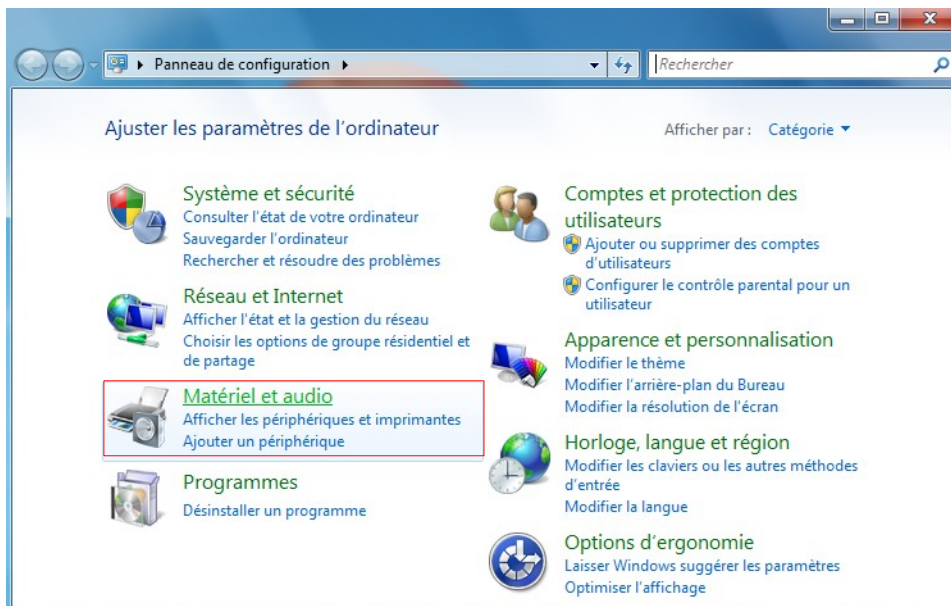 Panneau de configuration
Rechercher
Ajuster les paramètres de l'ordinateur
Afficher par : Catégorie
Système et sécurité
Consulter l'état de votre ordinateur
Sauvegarder l'ordinateur
Rechercher et résoudre des problèmes
Réseau et Internet
Afficher l'état et la gestion du réseau
Choisir les options de groupe résidentiel et
de partage
Matériel et audio
Afficher les périphériques et imprimantes
Ajouter un périphérique
Programmes
Désinstaller un programme
Comptes et protection des
utilisateurs
Ajouter ou supprimer des comptes
d'utilisateurs
Configurer le contrôle parental pour un
utilisateur
Apparence et personnalisation
Modifier le thème
Modifier l'arrière-plan du Bureau
Modifier la résolution de l'écran
Horloge, langue et région
Modifier les claviers ou les autres méthodes
d'entrée
Modifier la langue
Options d'ergonomie
Laisser Windows suggérer les paramètres
Optimiser l'affichage